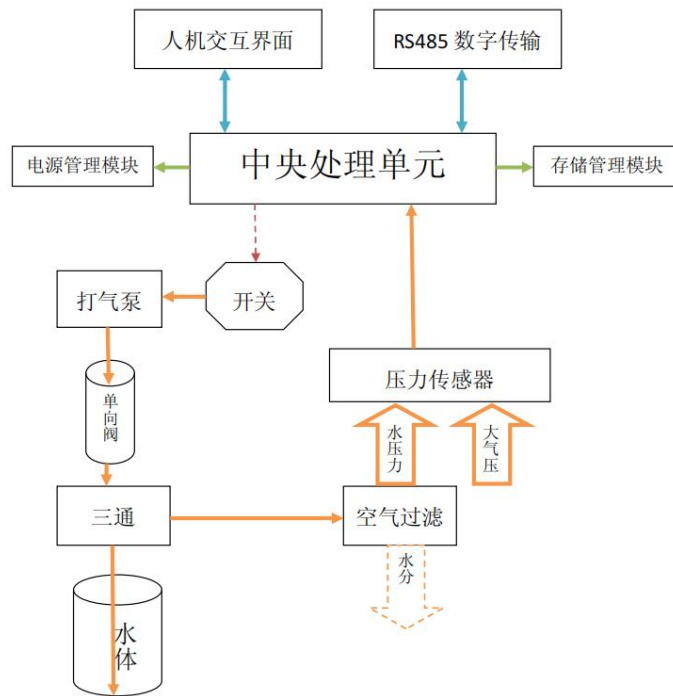 人机交互界面
RS485 数字传输
电源管理模块
中央处理单元
存储管理模块
打气泵
开关
单向阀
压力传感器
水压力
大气压
三通
空气过滤
水分
水体